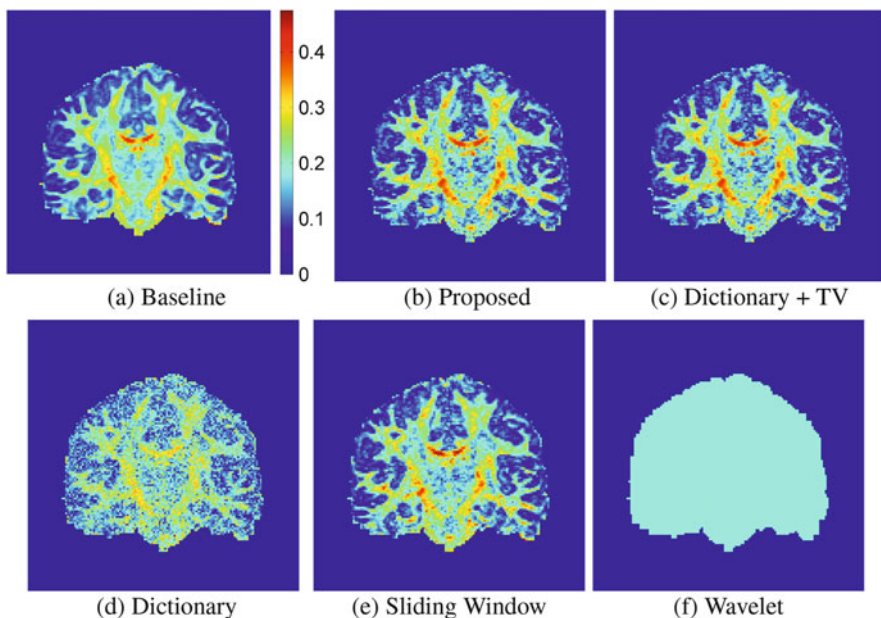 0.4
0.3
0.2
0.1
0
(a) Baseline
(b) Proposed
(c) Dictionary + TV
(d) Dictionary
(e) Sliding Window
(f) Wavelet